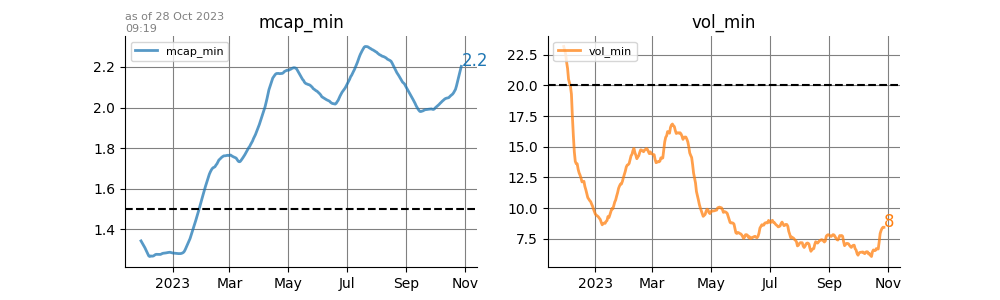 as of 28 Oct 2023
09:19
mcap_min
mcap_min
2.2
2.2
2.0
1.8
1.6
1.4
2023 Mar May Jul Sep Nov
vol_min
vol_min
22.5
20.0
17.5
15.0
12.5
10.0
7.5
8
2023 Mar May Jul Sep Nov